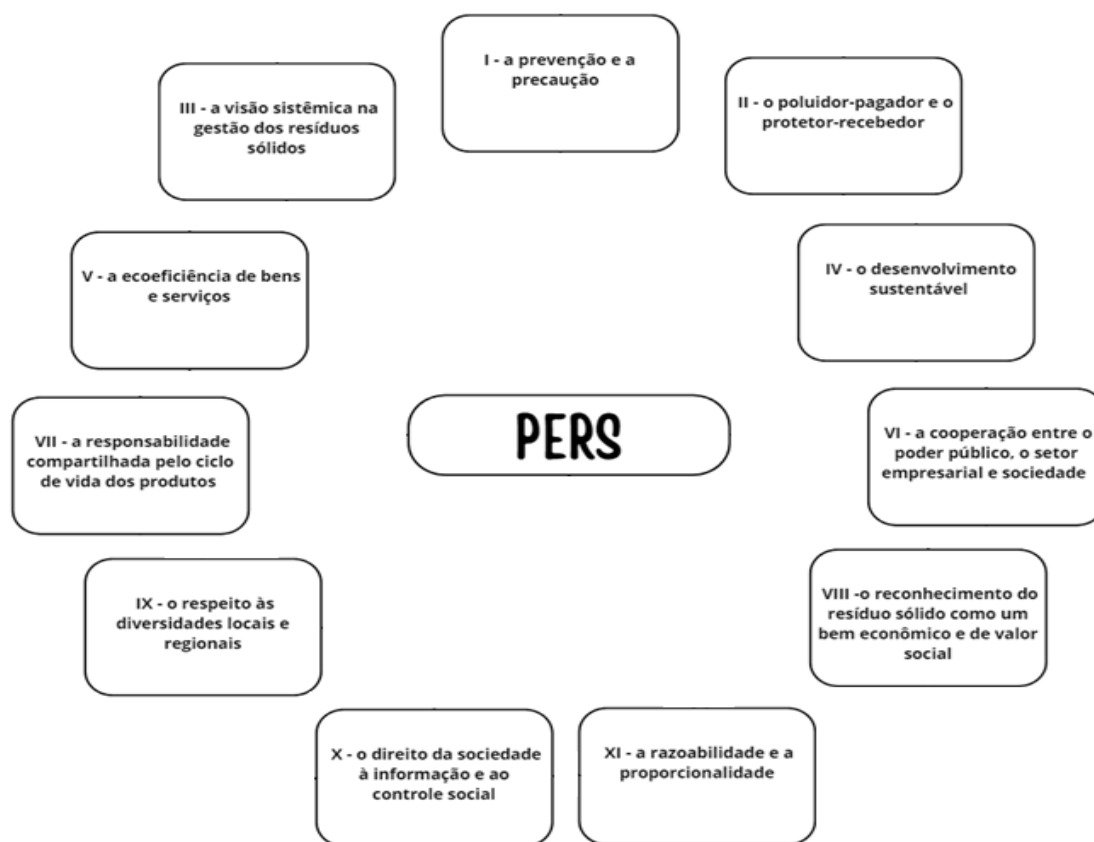 I - a prevenção e a
precaução
II - o poluidor-pagador e o
protetor-recebedor
III - a visão sistêmica na
gestão dos resíduos
sólidos
IV - o desenvolvimento
sustentável
V - a ecoeficiência de bens
e serviços
PERS
VI - a cooperação entre o
poder público, o setor
empresarial e sociedade
VII - a responsabilidade
compartilhada pelo ciclo
de vida dos produtos
VIII -o reconhecimento do
resíduo sólido como um
bem econômico e de valor
social
IX - o respeito às
diversidades locais e
regionais
X - o direito da sociedade
à informação e ao
controle social
XI - a razoabilidade e a
proporcionalidade